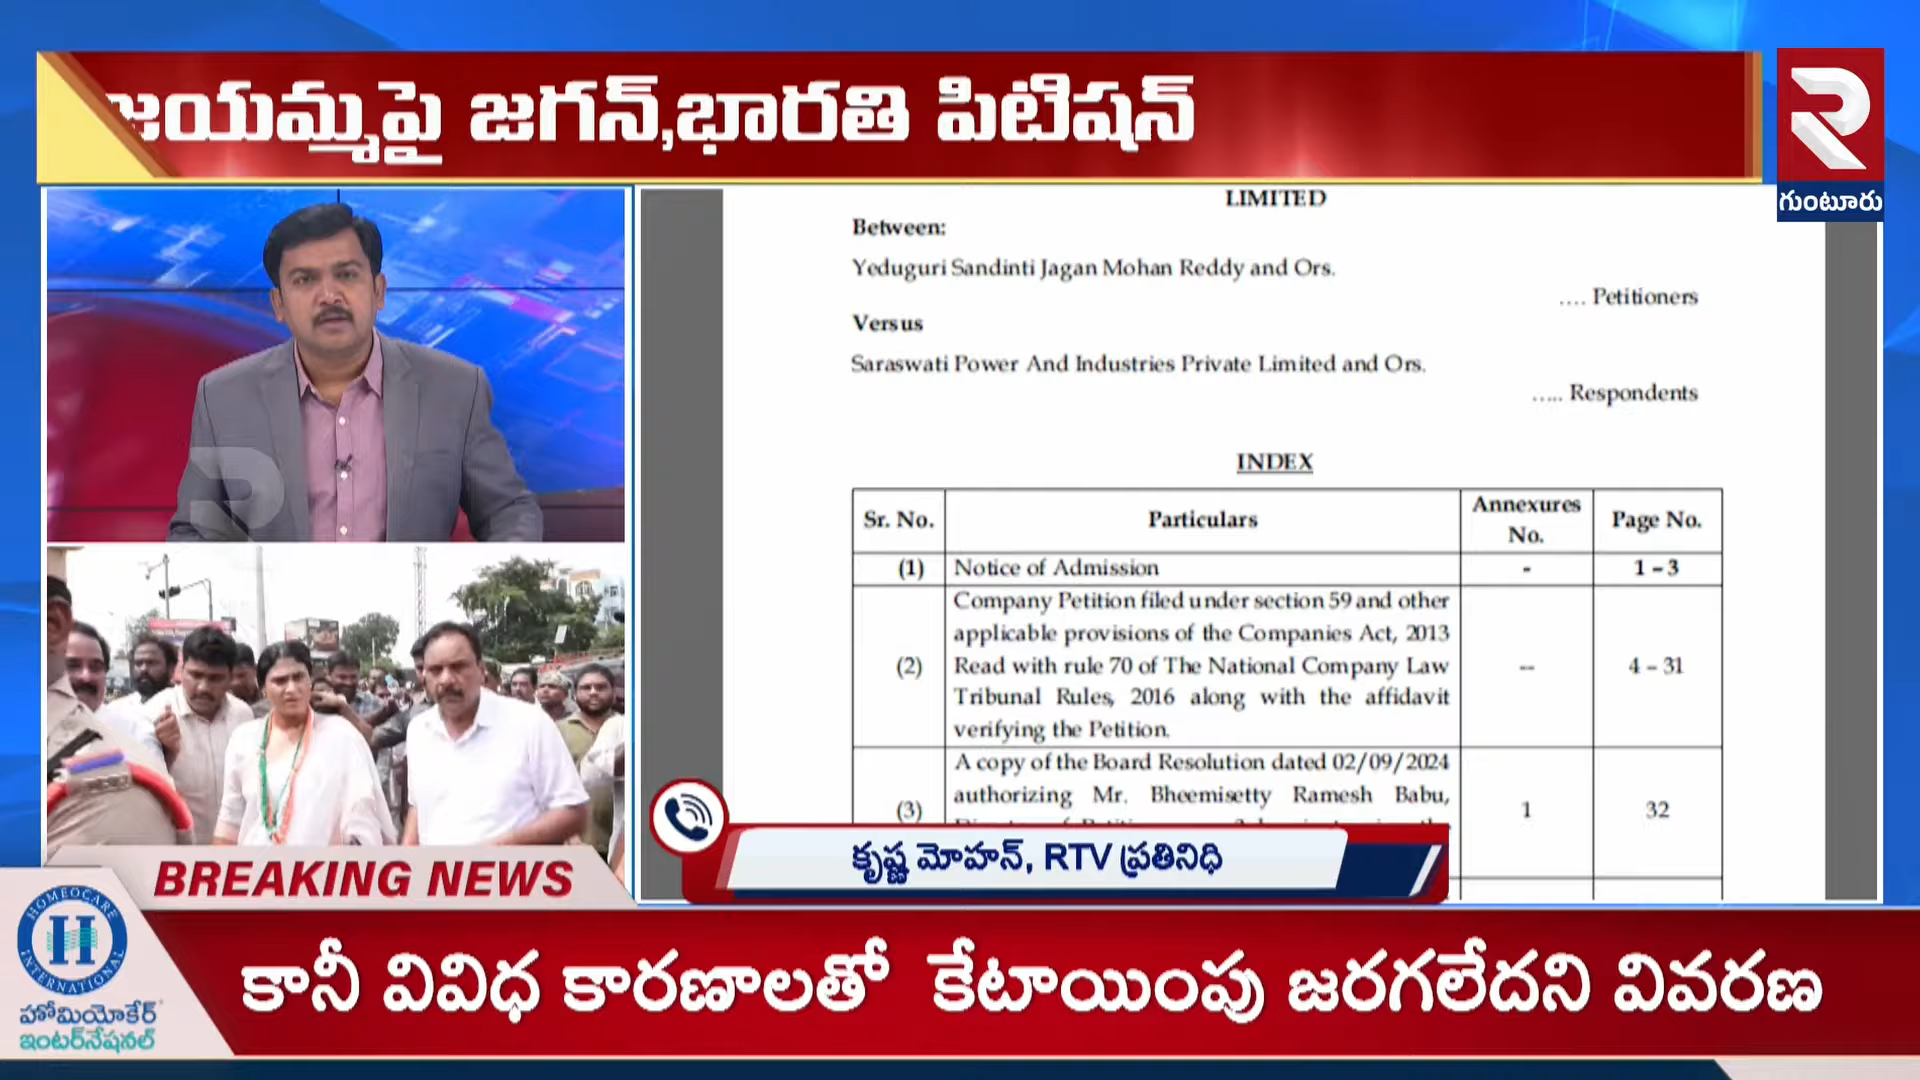 జయమ్మపై జగన్,భారతి పిటిషన్
R
గుంటూరు
LIMITED
Between:
Yeduguri Sandinti Jagan Mohan Reddy and Ors.
.... Petitioners
Versus
Saraswati Power And Industries Private Limited and Ors.
..... Respondents
INDEX
Sr. No. Particulars Annexures No. Page No.
(1) Notice of Admission - 1 – 3
(2) Company Petition filed under section 59 and other
applicable provisions of the Companies Act, 2013
Read with rule 70 of The National Company Law
Tribunal Rules, 2016 along with the affidavit
verifying the Petition.
-- 4 – 31
(3) A copy of the Board Resolution dated 02/09/2024
authorizing Mr. Bheemisetty Ramesh Babu,
1 32
కృష్ణ మోహన్, RTV ప్రతినిధి
BREAKING NEWS
HOMEOCARE
H
INTERNATIONAL
హోమియోకేర్
ఇంటర్‌నేషనల్
కానీ వివిధ కారణాలతో కేటాయింపు జరగలేదని వివరణ